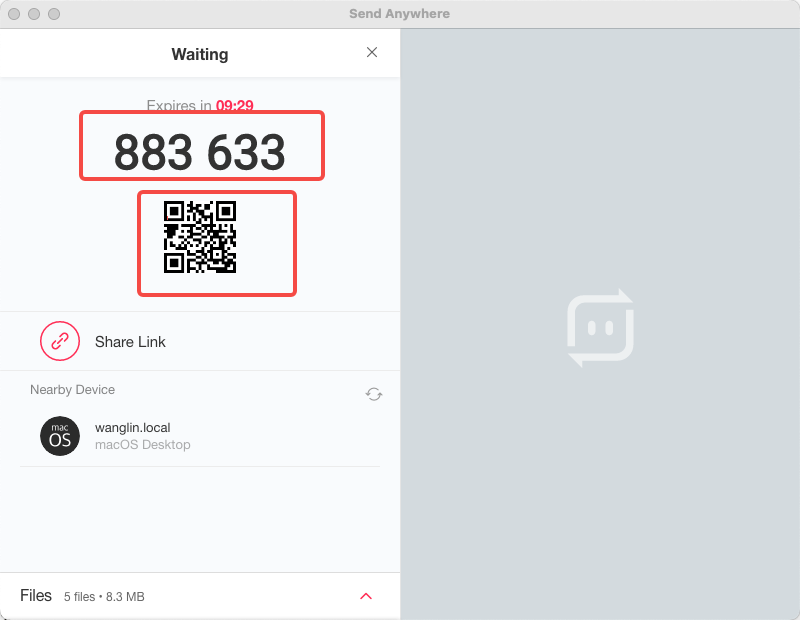 Send Anywhere
Waiting
Expires in 09:29
883 633
Share Link
Nearby Device
mac
OS
wanglin.local
macOS Desktop
Files 5 files • 8.3 MB